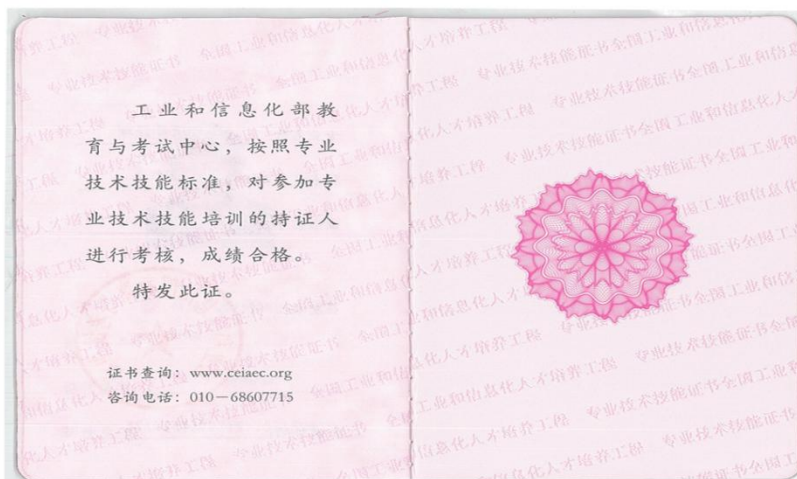 工业和信息化部教
育与考试中心，按照专业
技术技能标准，对参加专
业技术技能培训的持证人
进行考核，成绩合格。
特发此证。
证书查询：www.ceiaec.org
咨询电话：010－68607715